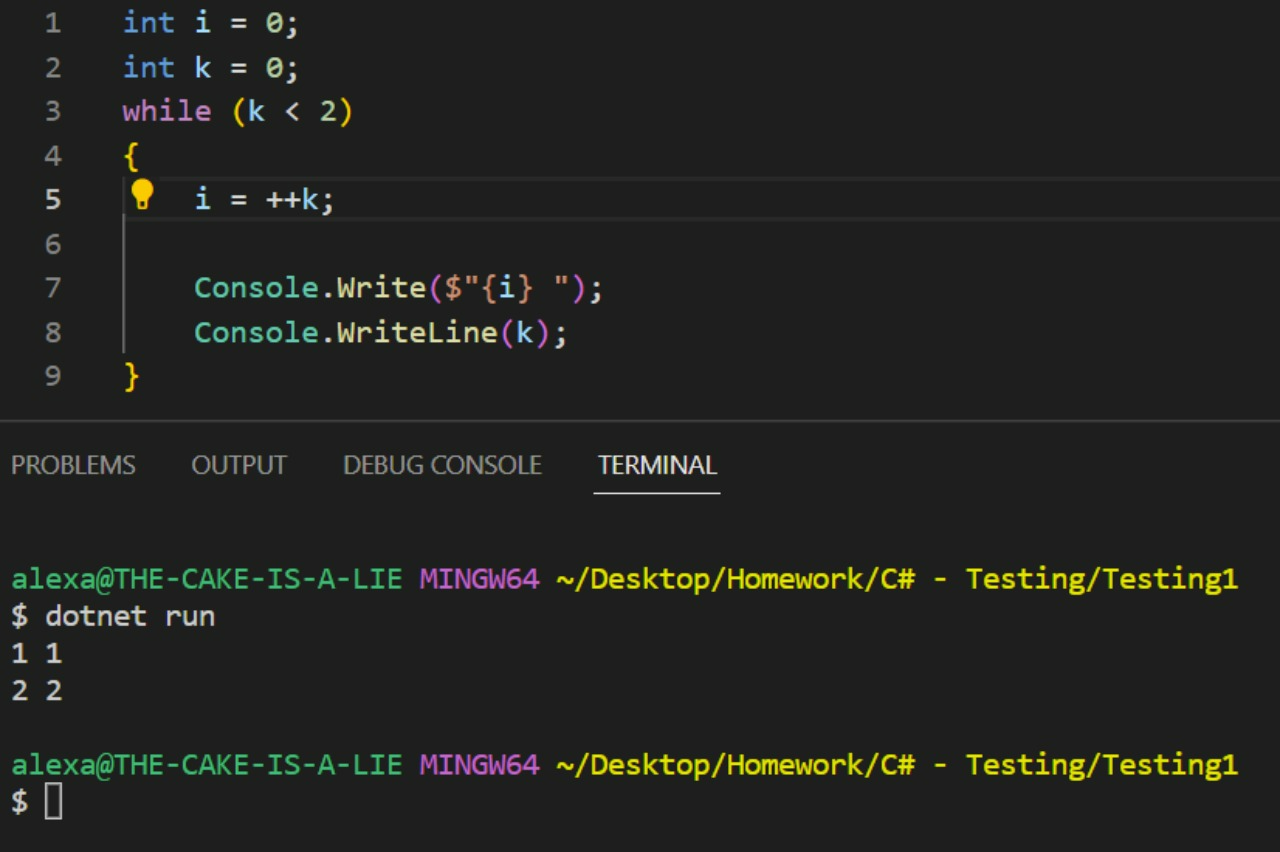 1 int i = 0;
2 int k = 0;
3 while (k < 2)
4 {
5     i = ++k;
6
7     Console.Write($"{i} ");
8     Console.WriteLine(k);
9 }
PROBLEMS OUTPUT DEBUG CONSOLE TERMINAL
alexa@THE-CAKE-IS-A-LIE MINGW64 ~/Desktop/Homework/C# - Testing/Testing1
$ dotnet run
1 1
2 2
alexa@THE-CAKE-IS-A-LIE MINGW64 ~/Desktop/Homework/C# - Testing/Testing1
$